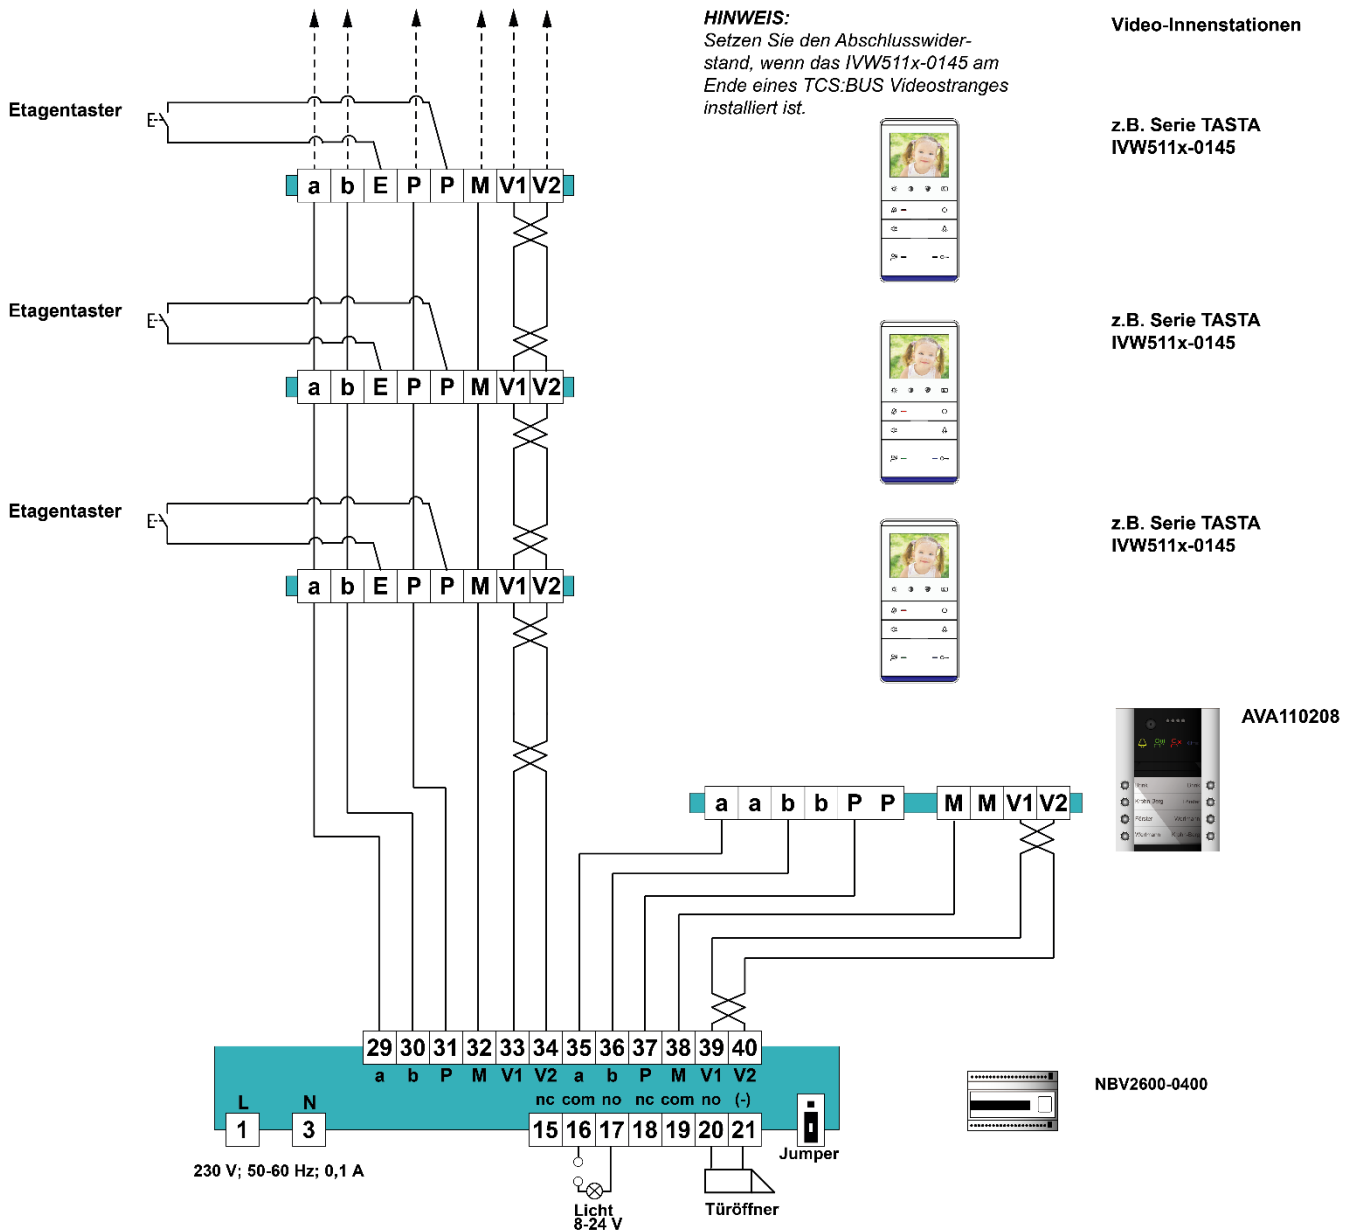 HINWEIS:
Setzen Sie den Abschlusswider-
stand, wenn das IVW511x-0145 am
Ende eines TCS:BUS Videostranges
installiert ist.
Video-Innenstationen
Etagentaster
z.B. Serie TASTA
IVW511x-0145
a b E P P M V1 V2
Etagentaster
z.B. Serie TASTA
IVW511x-0145
a b E P P M V1 V2
Etagentaster
z.B. Serie TASTA
IVW511x-0145
a b E P P M V1 V2
AVA110208
a a b b P P M M V1 V2
29 30 31 32 33 34 35 36 37 38 39 40
a b P M V1 V2 a b P M V1 V2
nc com no nc com no (-)
L N
1 3
15 16 17 18 19 20 21
Jumper
230 V; 50-60 Hz; 0,1 A
Licht
8-24 V
Türöffner
NBV2600-0400